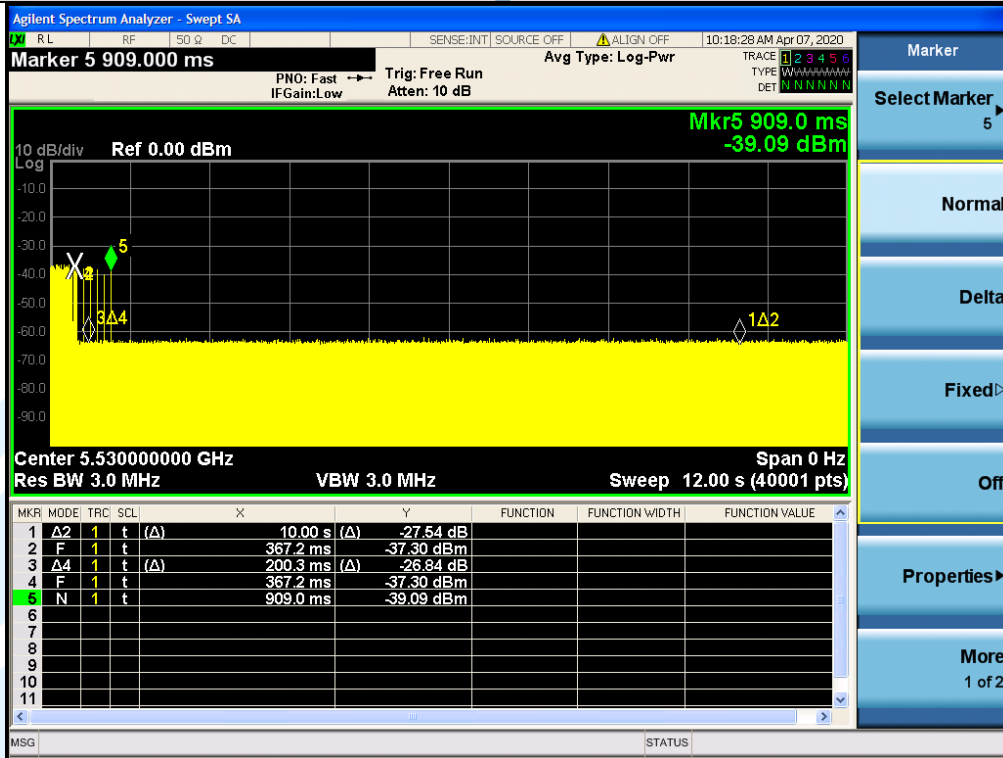 Agilent Spectrum Analyzer - Swept SA
LXI RL RF 50 Ω DC SENSE:INT SOURCE OFF ALIGN OFF 10:18:28 AM Apr 07, 2020
Marker 5 909.000 ms Avg Type: Log-Pwr TRACE 1 2 3 4 5 6
PNO: Fast Trig: Free Run TYPE WWWWWW
IFGain:Low Atten: 10 dB DET N N N N N N
Mkr5 909.0 ms
-39.09 dBm
10 dB/div Ref 0.00 dBm
Log
-10.0
-20.0
-30.0
5
-40.0
2
-50.0
3Δ4
1Δ2
-60.0
-70.0
-80.0
-90.0
Center 5.530000000 GHz Span 0 Hz
Res BW 3.0 MHz VBW 3.0 MHz Sweep 12.00 s (40001 pts)
MKR MODE TRC SCL X Y FUNCTION FUNCTION WIDTH FUNCTION VALUE
1 Δ2 1 t (Δ) 10.00 s (Δ) -27.54 dB
2 F 1 t 367.2 ms -37.30 dBm
3 Δ4 1 t (Δ) 200.3 ms (Δ) -26.84 dB
4 F 1 t 367.2 ms -37.30 dBm
5 N 1 t 909.0 ms -39.09 dBm
6
7
8
9
10
11
MSG STATUS
Marker
Select Marker
5
Normal
Delta
Fixed
Off
Properties
More
1 of 2